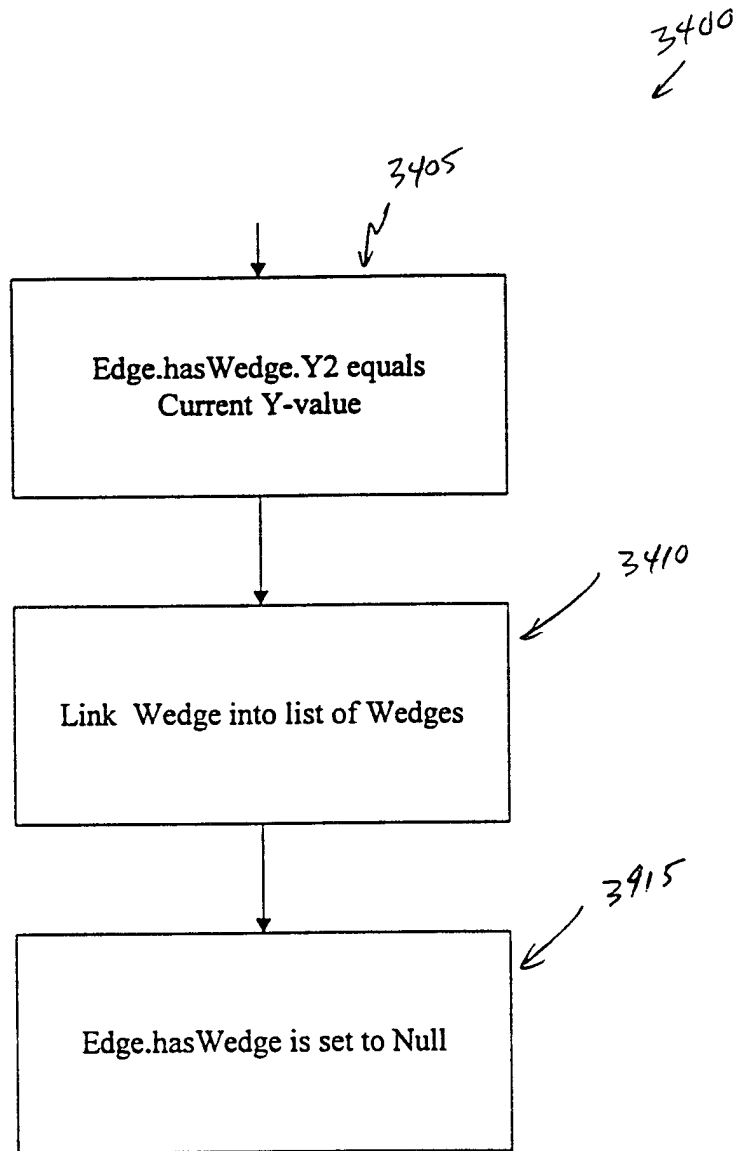 3400
3405
Edge.hasWedge.Y2 equals
Current Y-value
3410
Link Wedge into list of Wedges
3415
Edge.hasWedge is set to Null